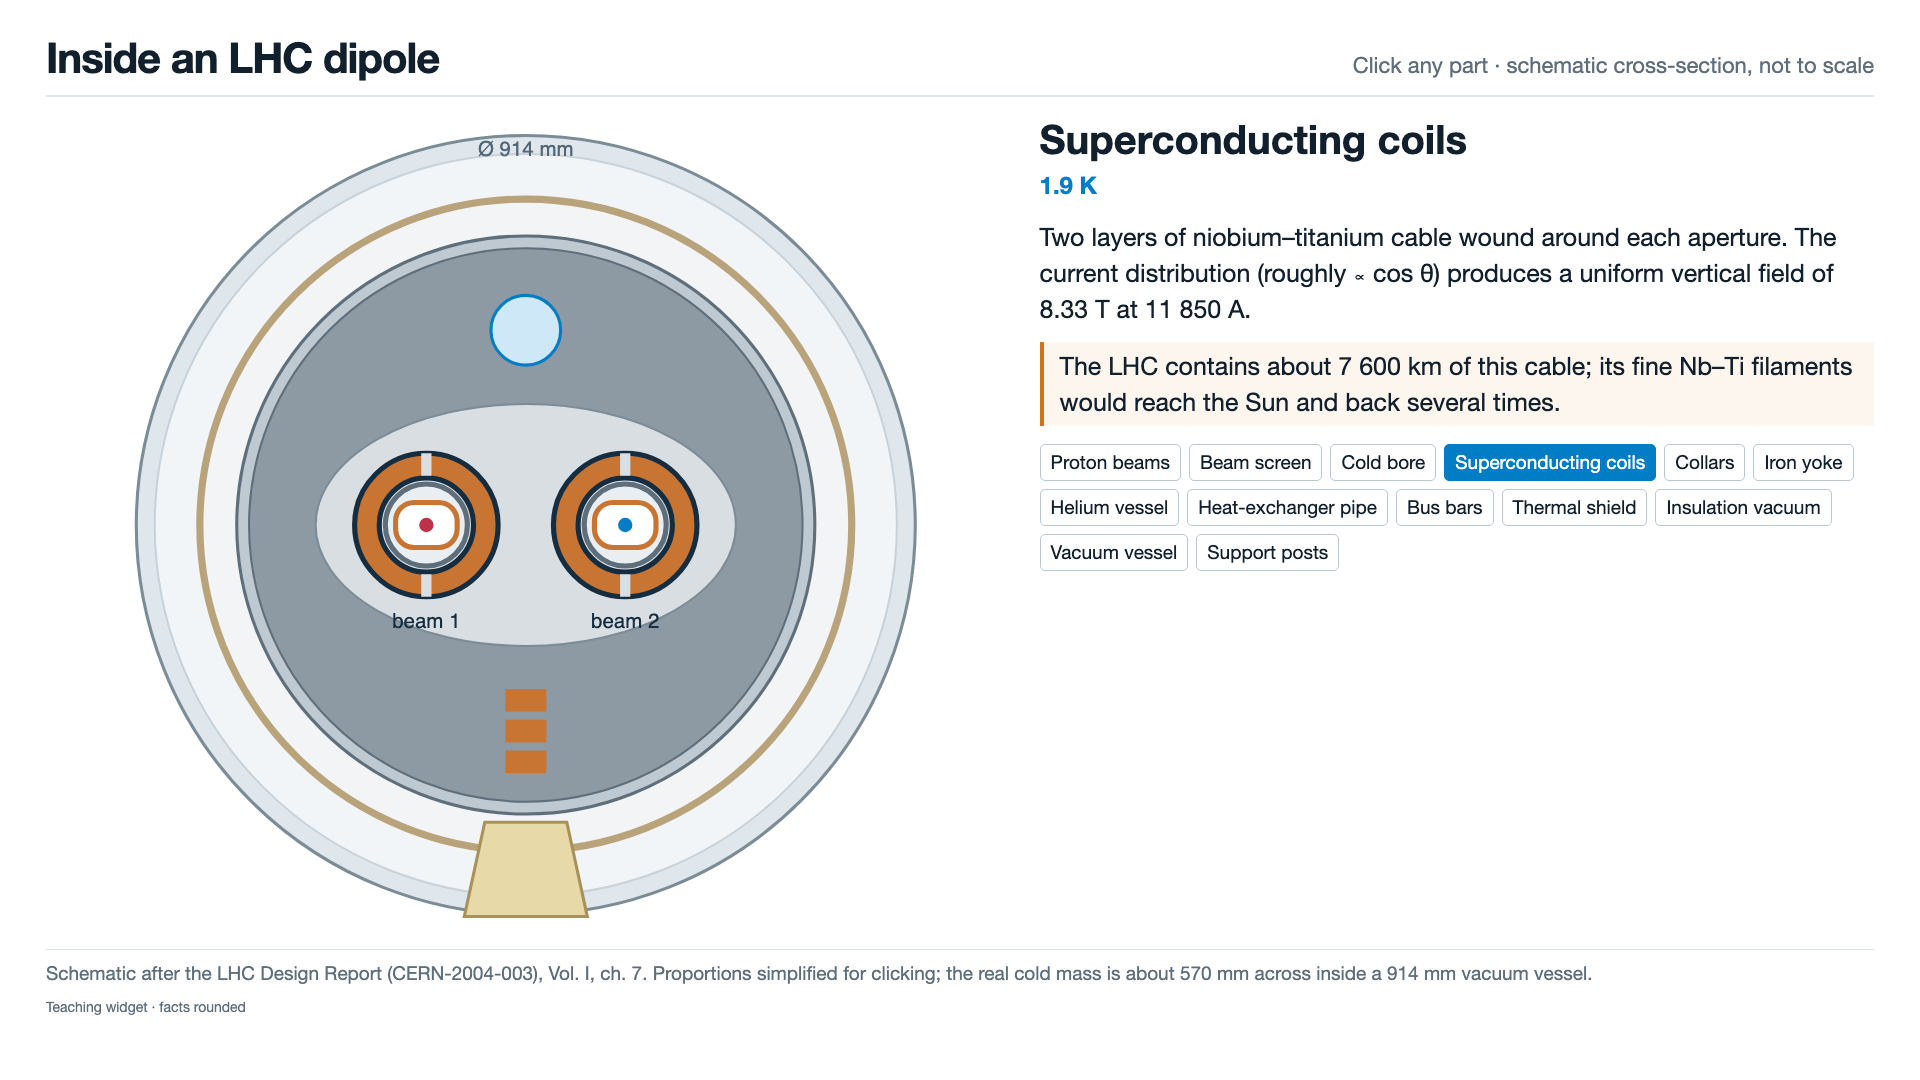 Inside an LHC dipole
Click any part · schematic cross-section, not to scale
Ø 914 mm
beam 1
beam 2
Superconducting coils
1.9 K
Two layers of niobium–titanium cable wound around each aperture. The
current distribution (roughly ∝ cos θ) produces a uniform vertical field of
8.33 T at 11 850 A.
The LHC contains about 7 600 km of this cable; its fine Nb–Ti filaments
would reach the Sun and back several times.
Proton beams Beam screen Cold bore Superconducting coils Collars Iron yoke
Helium vessel Heat-exchanger pipe Bus bars Thermal shield Insulation vacuum
Vacuum vessel Support posts
Schematic after the LHC Design Report (CERN-2004-003), Vol. I, ch. 7. Proportions simplified for clicking; the real cold mass is about 570 mm across inside a 914 mm vacuum vessel.
Teaching widget · facts rounded